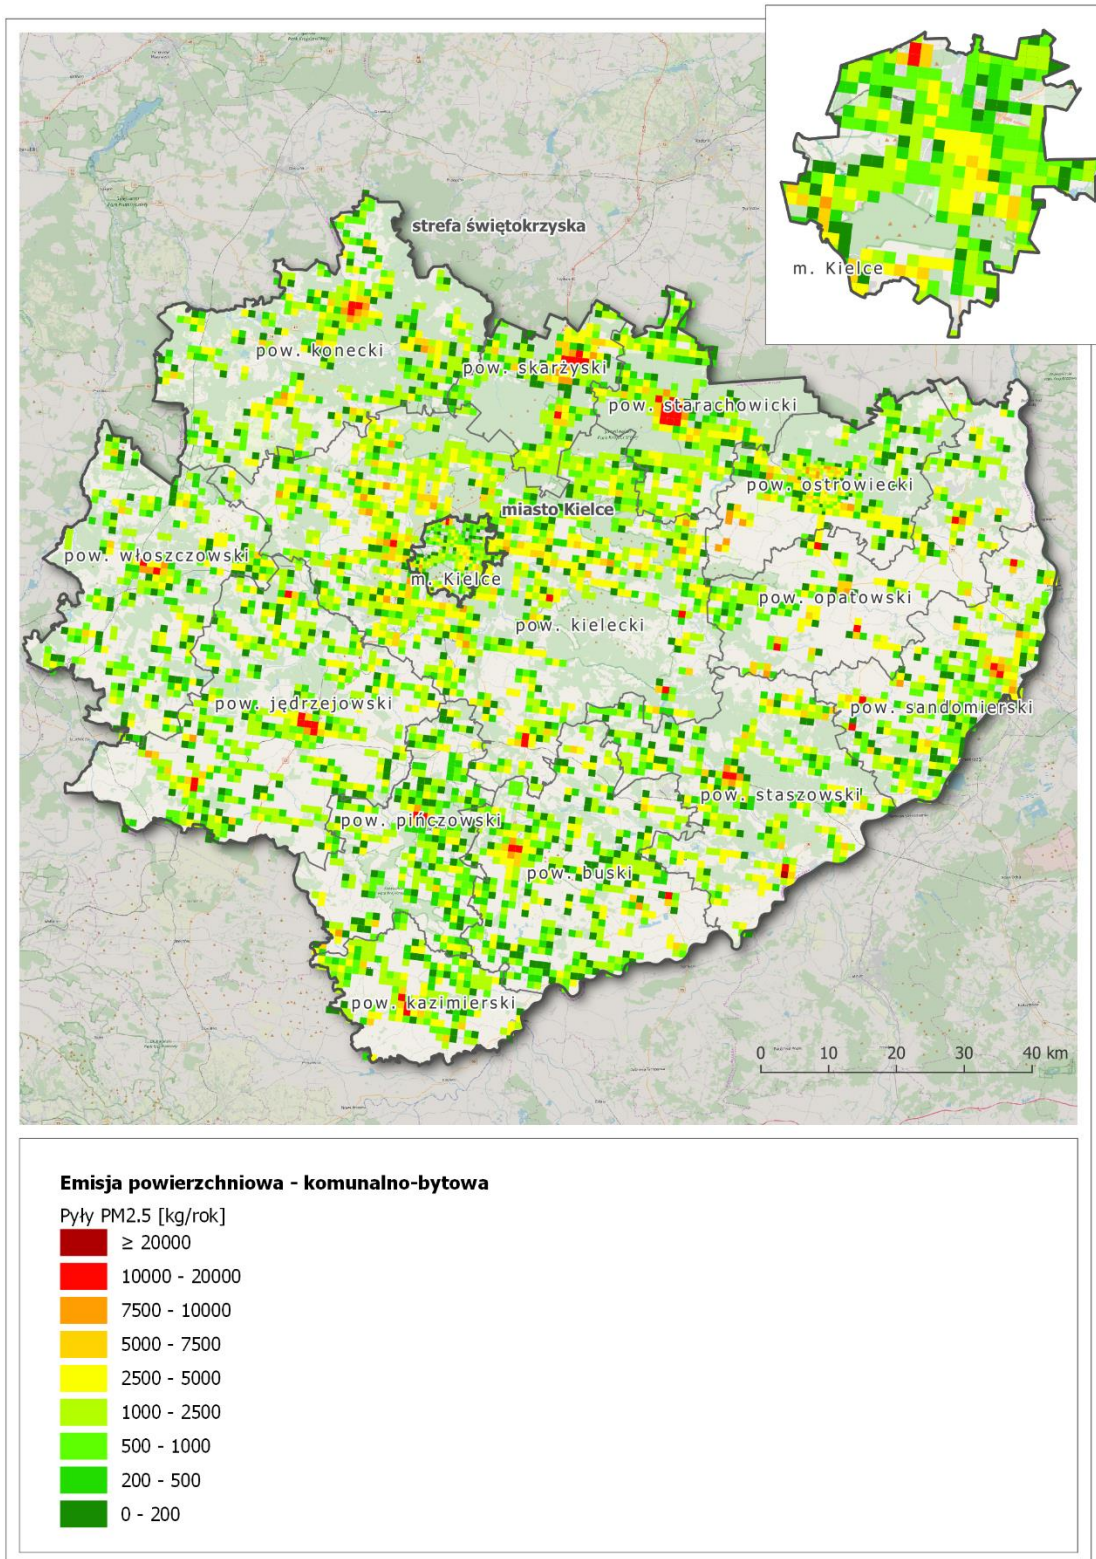 m. Kielce
strefa świętokrzyska
pow. konecki
pow. skarżyski
pow. starachowicki
pow. ostrowiecki
miasto Kielce
pow. włoszczowski
m. Kielce
pow. opatowski
pow. kielecki
pow. jędrzejowski
pow. sandomierski
pow. staszowski
pow. pińczowski
pow. buski
pow. kazimierski
0 10 20 30 40 km
Emisja powierzchniowa - komunalno-bytowa
Pyły PM2.5 [kg/rok]
≥ 20000
10000 - 20000
7500 - 10000
5000 - 7500
2500 - 5000
1000 - 2500
500 - 1000
200 - 500
0 - 200